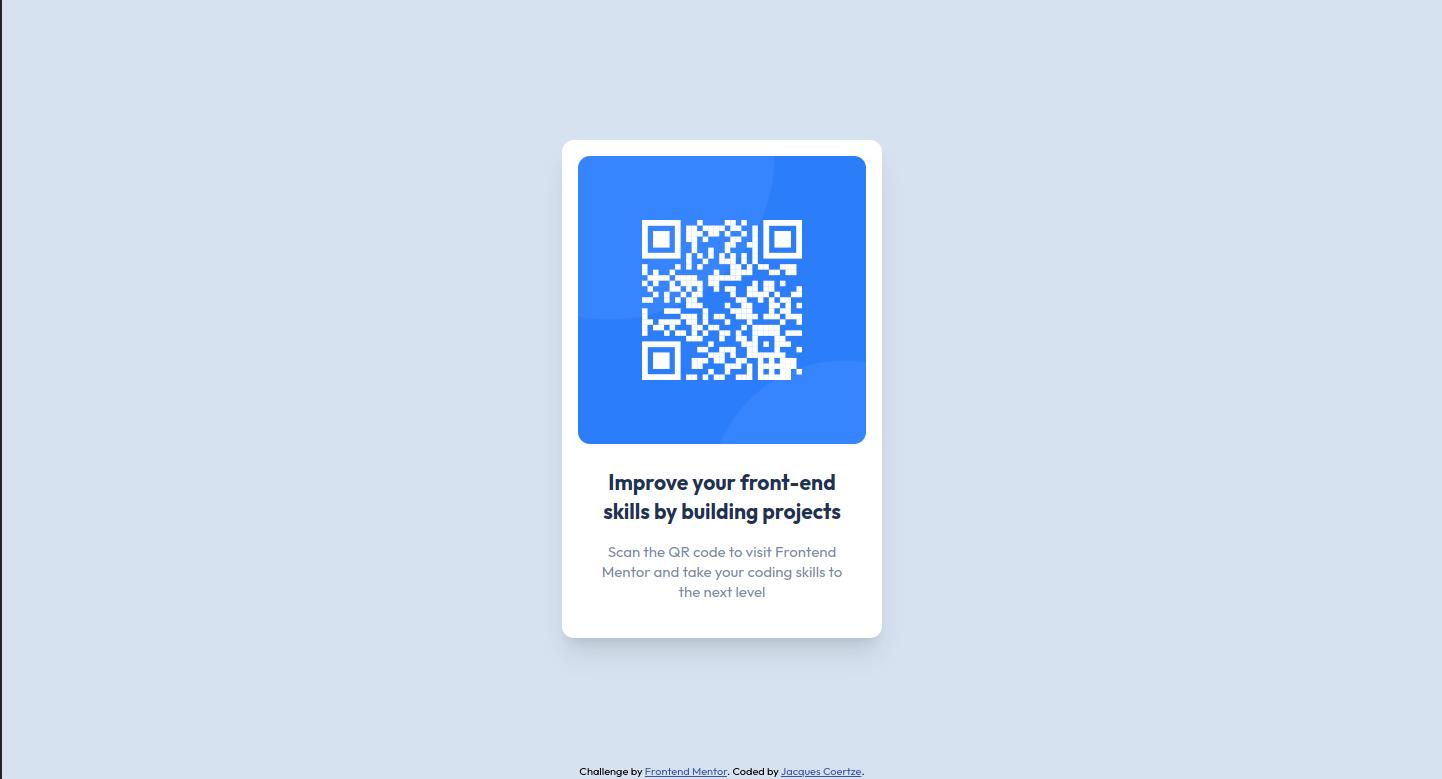 Improve your front-end
skills by building projects
Scan the QR code to visit Frontend
Mentor and take your coding skills to
the next level
Challenge by Frontend Mentor. Coded by Jacques Coertze.